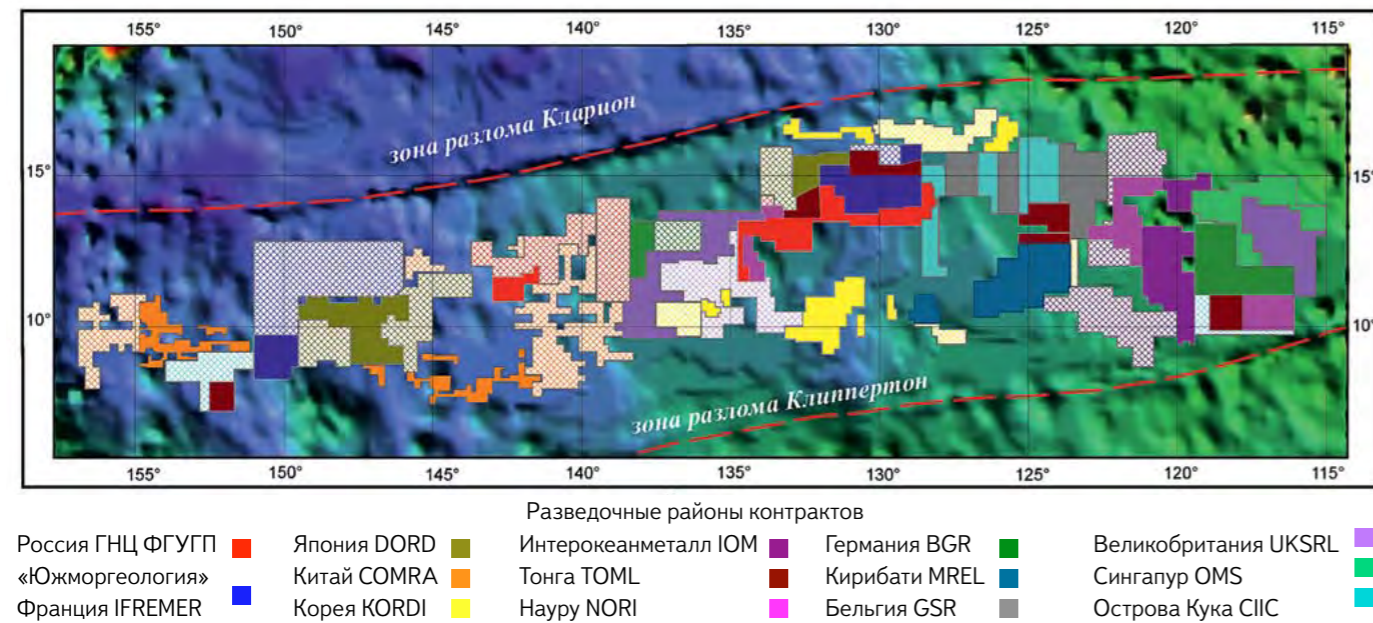 155° 150° 145° 140° 135° 130° 125° 120° 115°
зона разлома Кларион
15° 15°
10° 10°
зона разлома Клиппертон
155° 150° 145° 140° 135° 130° 125° 120° 115°
Разведочные районы контрактов
Россия ГНЦ ФГУГП Япония DORD Интерокеанметалл IOM Германия BGR Великобритания UKSRL
«Южморгеология» Китай COMRA Тонга TOML Кирибати MREL Сингапур OMS
Франция IFREMER Корея KORDI Науру NORI Бельгия GSR Острова Кука CIIC